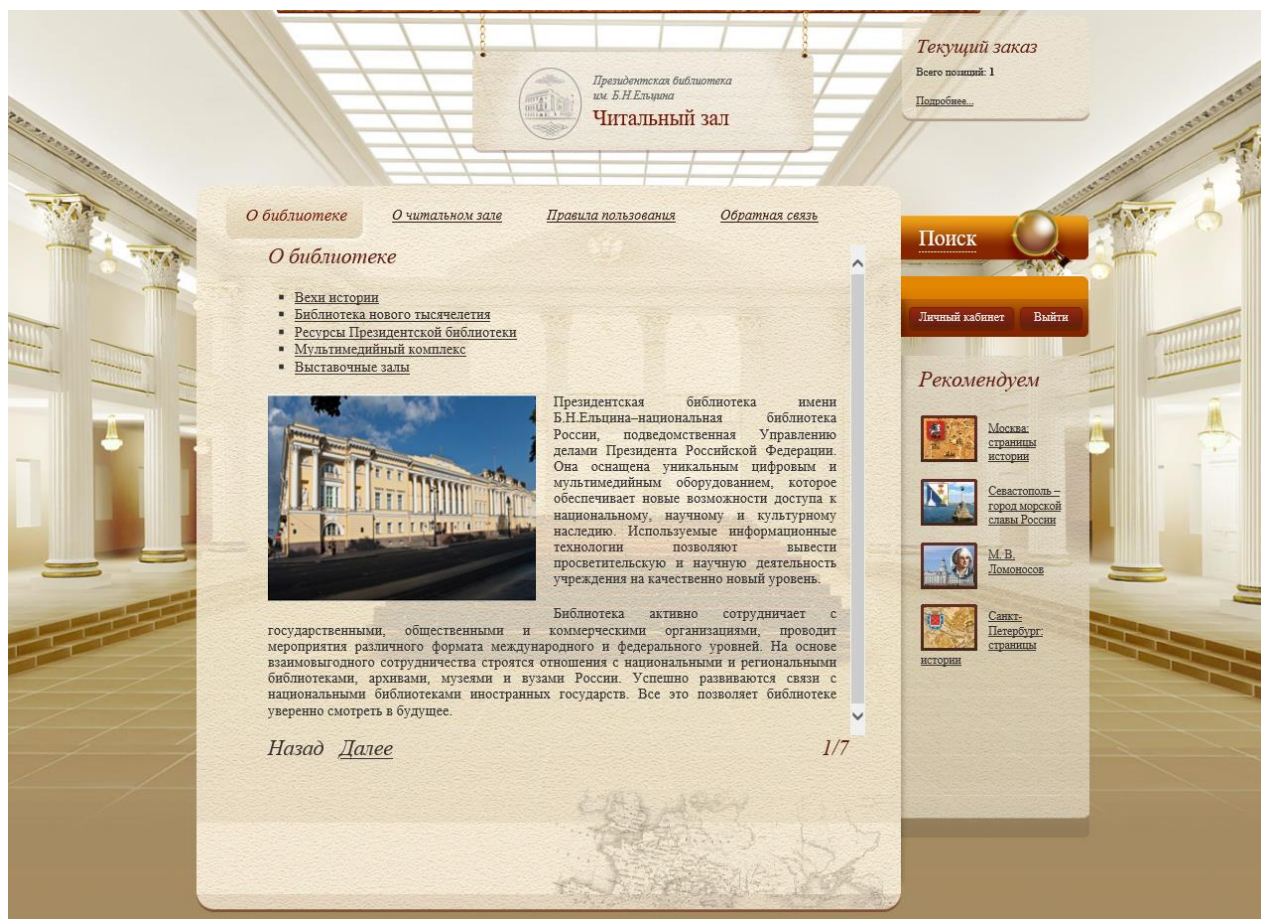 Президентская библиотека
им. Б.Н.Ельцина
Читальный зал
Текущий заказ
Всего позиций: 1
Подробнее...
О библиотеке
О читальном зале
Правила пользования
Обратная связь
О библиотеке
Вехи истории
Библиотека нового тысячелетия
Ресурсы Президентской библиотеки
Мультимедийный комплекс
Выставочные залы
Президентская библиотека имени
Б.Н.Ельцина–национальная библиотека
России, подведомственная Управлению
делами Президента Российской Федерации.
Она оснащена уникальным цифровым и
мультимедийным оборудованием, которое
обеспечивает новые возможности доступа к
национальному, научному и культурному
наследию. Используемые информационные
технологии позволяют вывести
просветительскую и научную деятельность
учреждения на качественно новый уровень.
Библиотека активно сотрудничает с
государственными, общественными и коммерческими организациями, проводит
мероприятия различного формата международного и федерального уровней. На основе
взаимовыгодного сотрудничества строятся отношения с национальными и региональными
библиотеками, архивами, музеями и вузами России. Успешно развиваются связи с
национальными библиотеками иностранных государств. Все это позволяет библиотеке
уверенно смотреть в будущее.
Назад Далее
1/7
Поиск
Личный кабинет
Выйти
Рекомендуем
Москва:
страницы
истории
Севастополь –
город морской
славы России
М. В.
Ломоносов
Санкт-
Петербург:
страницы
истории